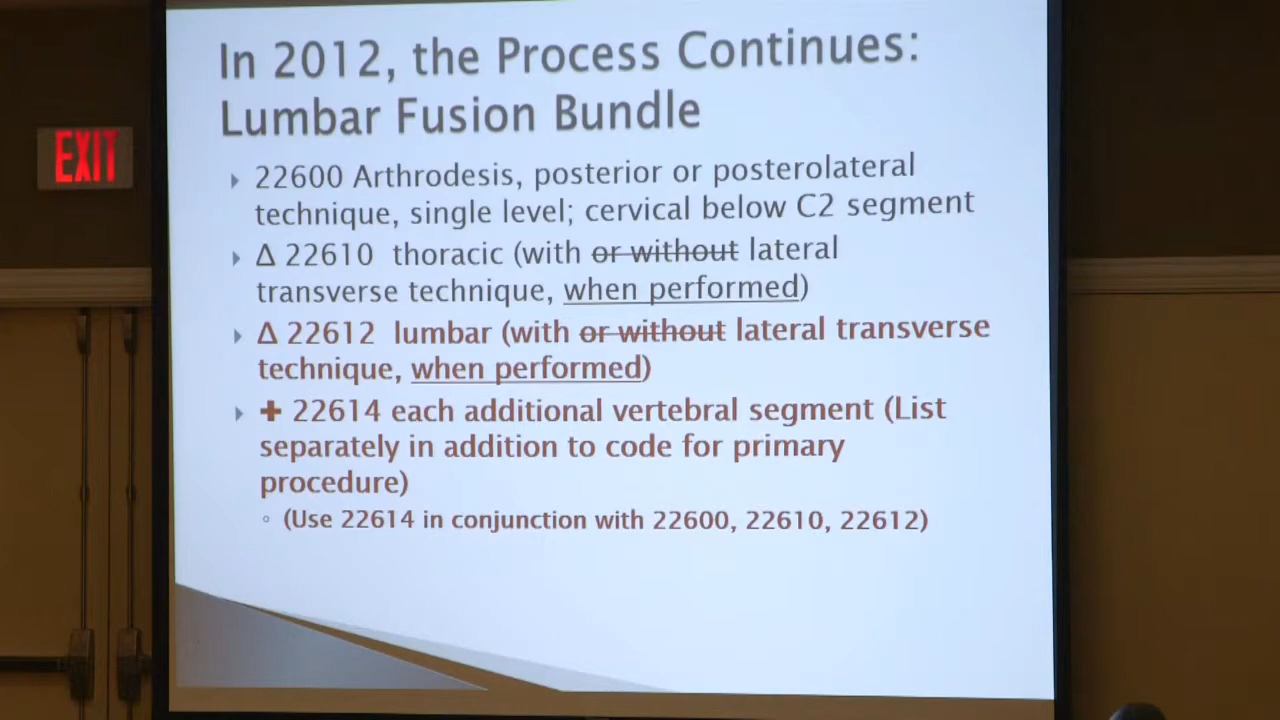 In 2012, the Process Continues:
Lumbar Fusion Bundle
EXIT
22600 Arthrodesis, posterior or posterolateral
technique, single level; cervical below C2 segment
Δ 22610 thoracic (with or without lateral
transverse technique, when performed)
Δ 22612 lumbar (with or without lateral transverse
technique, when performed)
+ 22614 each additional vertebral segment (List
separately in addition to code for primary
procedure)
(Use 22614 in conjunction with 22600, 22610, 22612)